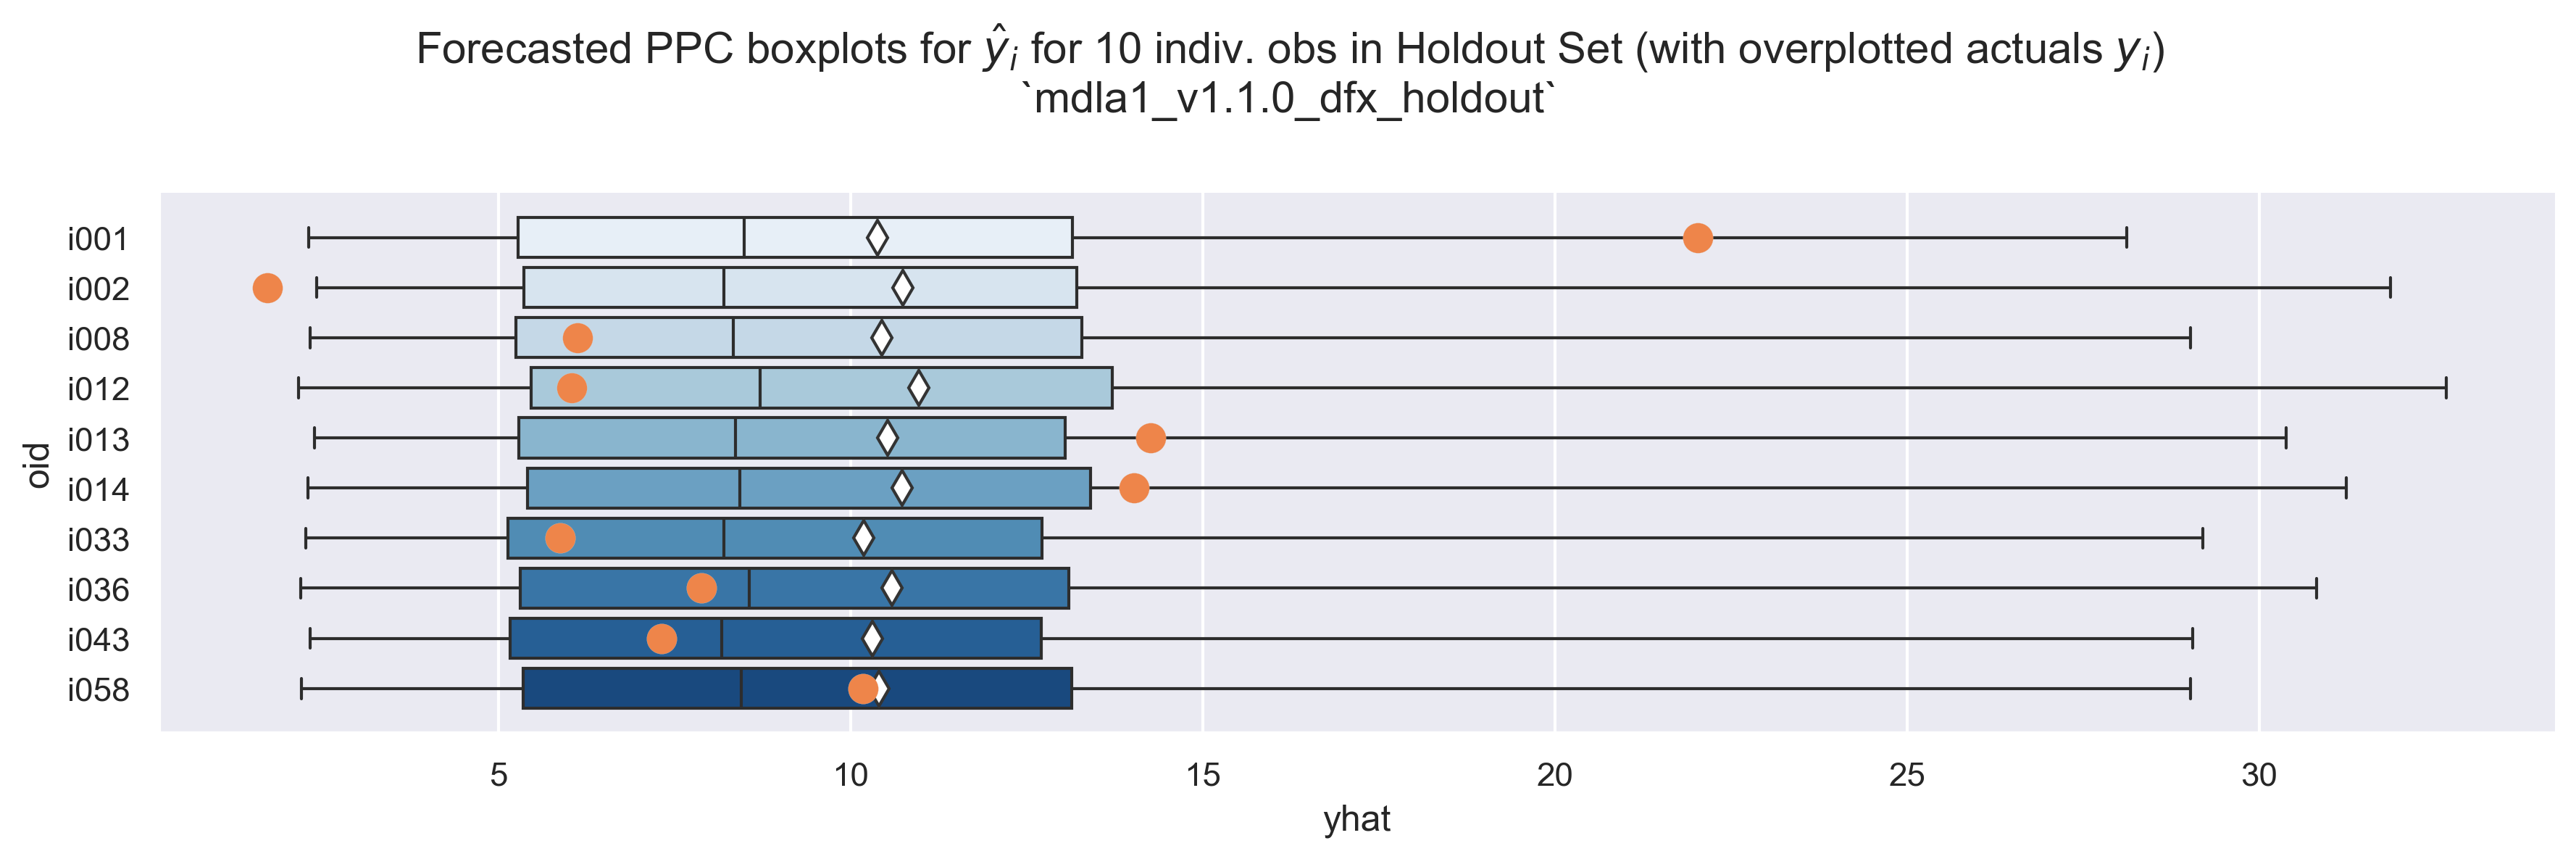 Forecasted PPC boxplots for ŷᵢ for 10 indiv. obs in Holdout Set (with overplotted actuals yᵢ)
`mdla1_v1.1.0_dfx_holdout`
oid
i001
i002
i008
i012
i013
i014
i033
i036
i043
i058
5 10 15 20 25 30
yhat